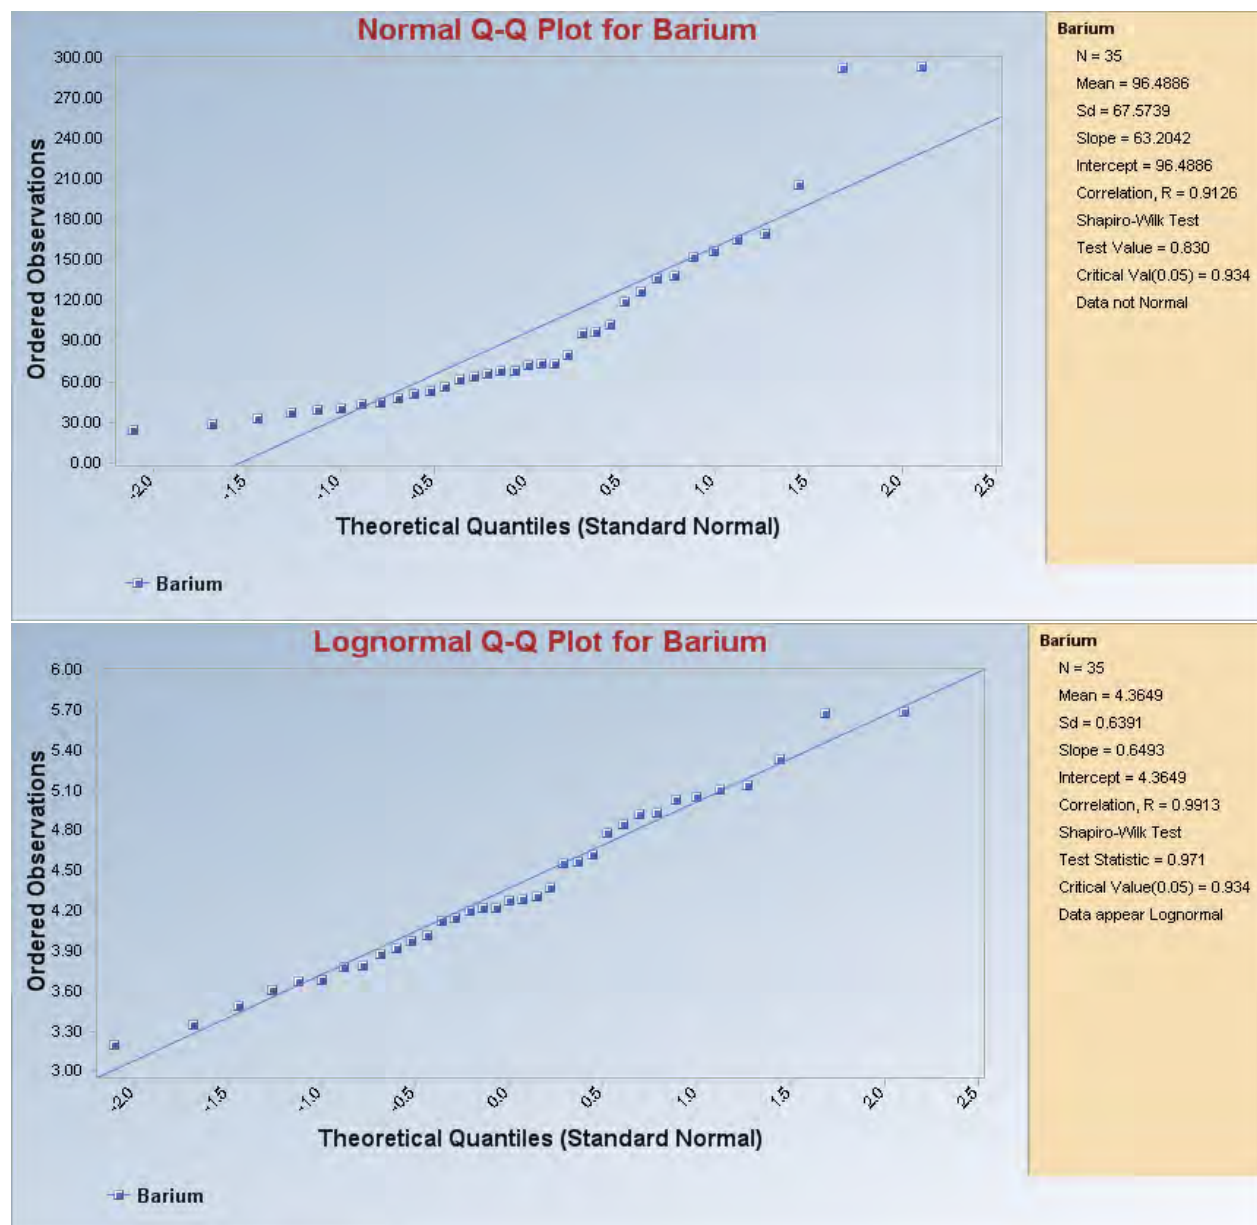 Normal Q-Q Plot for Barium
Ordered Observations
300.00
270.00
240.00
210.00
180.00
150.00
120.00
90.00
60.00
30.00
0.00
-2.0
-1.5
-1.0
-0.5
0.0
0.5
1.0
1.5
2.0
2.5
Theoretical Quantiles (Standard Normal)
Barium
Barium
N = 35
Mean = 96.4886
Sd = 67.5739
Slope = 63.2042
Intercept = 96.4886
Correlation, R = 0.9126
Shapiro-Wilk Test
Test Value = 0.830
Critical Val(0.05) = 0.934
Data not Normal
Lognormal Q-Q Plot for Barium
Ordered Observations
6.00
5.70
5.40
5.10
4.80
4.50
4.20
3.90
3.60
3.30
3.00
-2.0
-1.5
-1.0
-0.5
0.0
0.5
1.0
1.5
2.0
2.5
Theoretical Quantiles (Standard Normal)
Barium
Barium
N = 35
Mean = 4.3649
Sd = 0.6391
Slope = 0.6493
Intercept = 4.3649
Correlation, R = 0.9913
Shapiro-Wilk Test
Test Statistic = 0.971
Critical Value(0.05) = 0.934
Data appear Lognormal